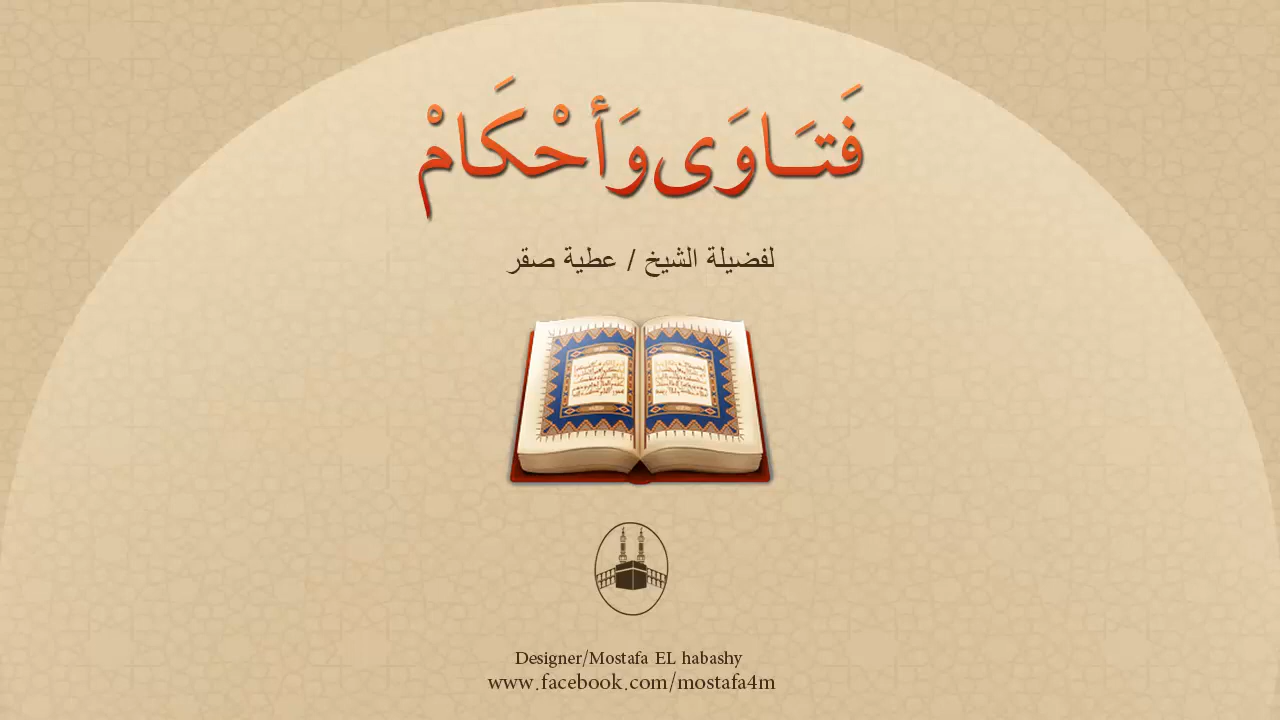 فَتَاوَى وَأَحْكَامْ
لفضيلة الشيخ / عطية صقر
Designer/Mostafa EL habashy
www.facebook.com/mostafa4m